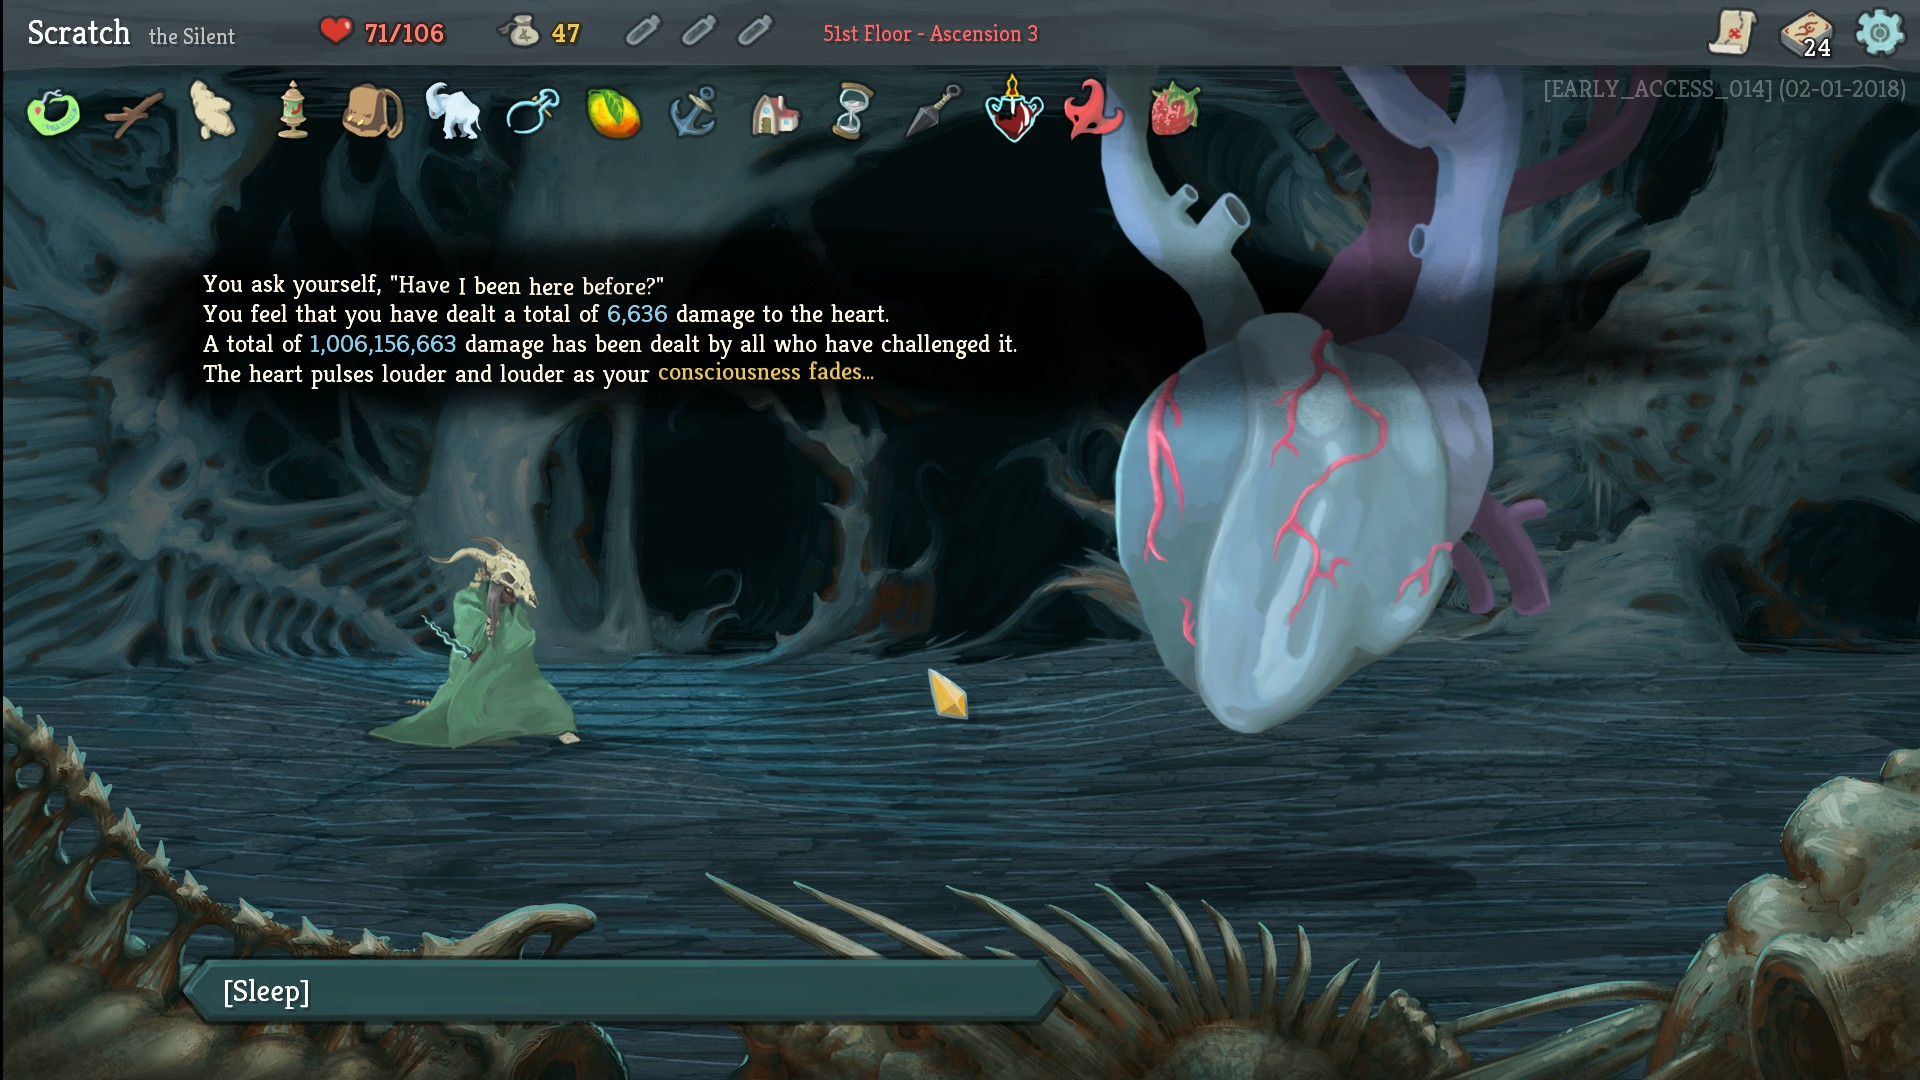 Scratch the Silent 71/106 47 51st Floor - Ascension 3 24
[EARLY_ACCESS_014] (02-01-2018)
You ask yourself, "Have I been here before?"
You feel that you have dealt a total of 6,636 damage to the heart.
A total of 1,006,156,663 damage has been dealt by all who have challenged it.
The heart pulses louder and louder as your consciousness fades...
[Sleep]